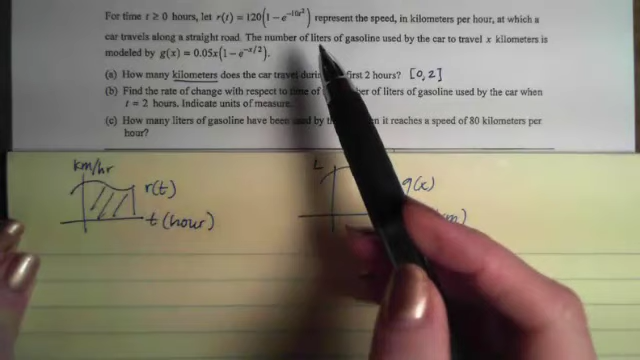 For time t ≥ 0 hours, let r(t) = 120(1 − e^{−10t²}) represent the speed, in kilometers per hour, at which a
car travels along a straight road. The number of liters of gasoline used by the car to travel x kilometers is
modeled by g(x) = 0.05x(1 − e^{−x/2}).
(a) How many kilometers does the car travel first 2 hours? [0,2]
(b) Find the rate of change with respect to time of of liters of gasoline used by the car when
t = 2 hours. Indicate units of measure.
(c) How many liters of gasoline have been used by it reaches a speed of 80 kilometers per
hour?
km/hr
r(t)
t (hour)
L
g(x)